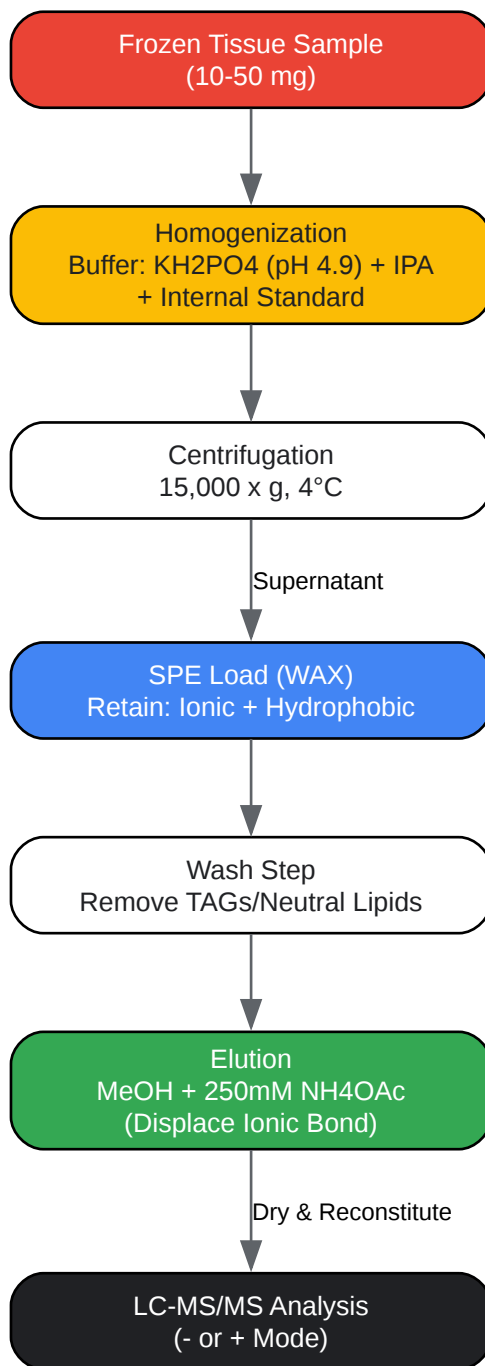 Frozen Tissue Sample
(10-50 mg)
Homogenization
Buffer: KH2PO4 (pH 4.9) + IPA
+ Internal Standard
Centrifugation
15,000 x g, 4°C
Supernatant
SPE Load (WAX)
Retain: Ionic + Hydrophobic
Wash Step
Remove TAGs/Neutral Lipids
Elution
MeOH + 250mM NH4OAc
(Displace Ionic Bond)
Dry & Reconstitute
LC-MS/MS Analysis
(- or + Mode)